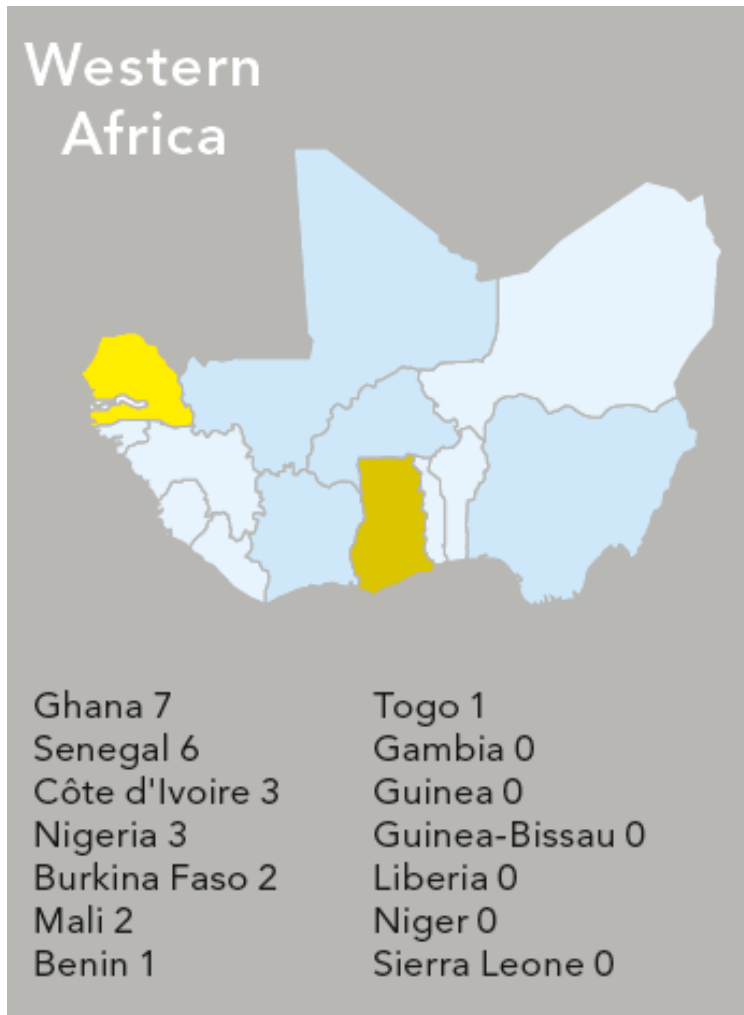 Western
Africa
Ghana 7
Senegal 6
Côte d'Ivoire 3
Nigeria 3
Burkina Faso 2
Mali 2
Benin 1
Togo 1
Gambia 0
Guinea 0
Guinea-Bissau 0
Liberia 0
Niger 0
Sierra Leone 0